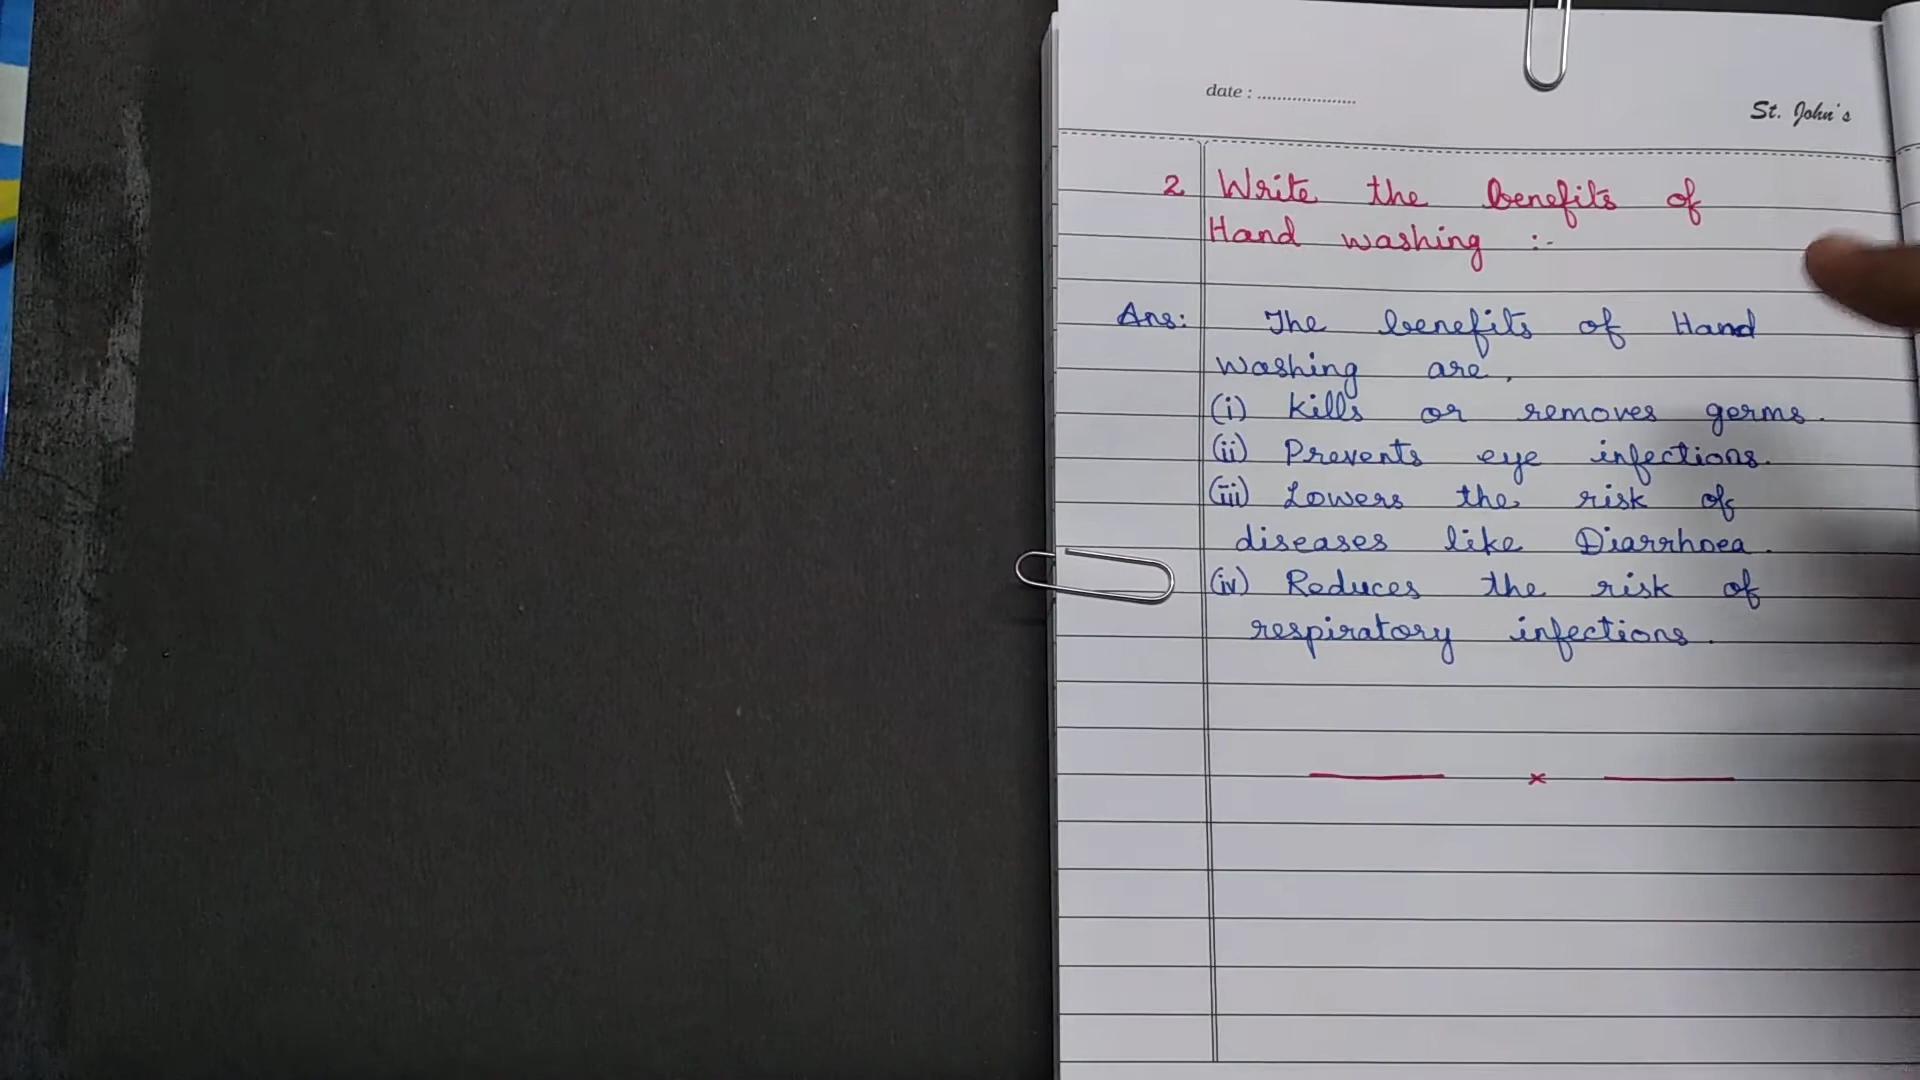 date : ....................
St. John's
2 Write the benefits of
Hand washing :-
Ans: The benefits of Hand
washing are,
(i) Kills or removes germs.
(ii) Prevents eye infections.
(iii) Lowers the risk of
diseases like Diarrhoea.
(iv) Reduces the risk of
respiratory infections.